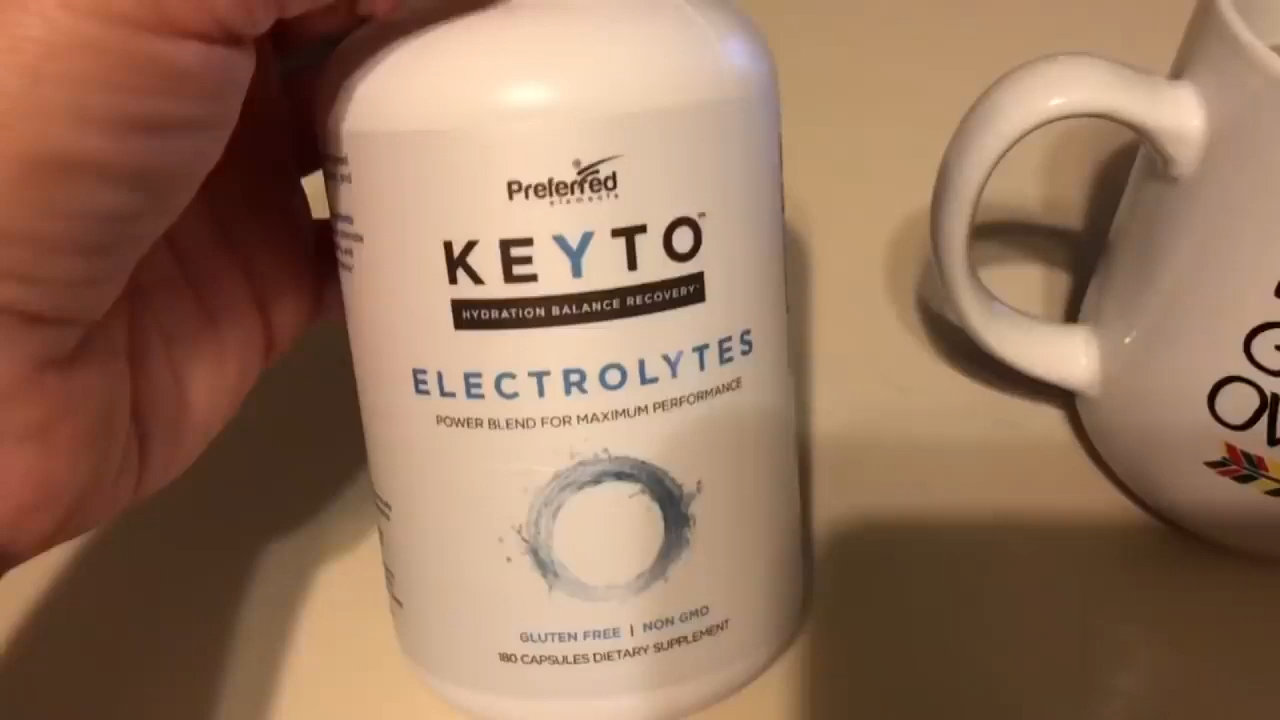 Preferred
elements
KEYTO™
HYDRATION BALANCE RECOVERY
ELECTROLYTES
POWER BLEND FOR MAXIMUM PERFORMANCE
GLUTEN FREE | NON GMO
180 CAPSULES DIETARY SUPPLEMENT